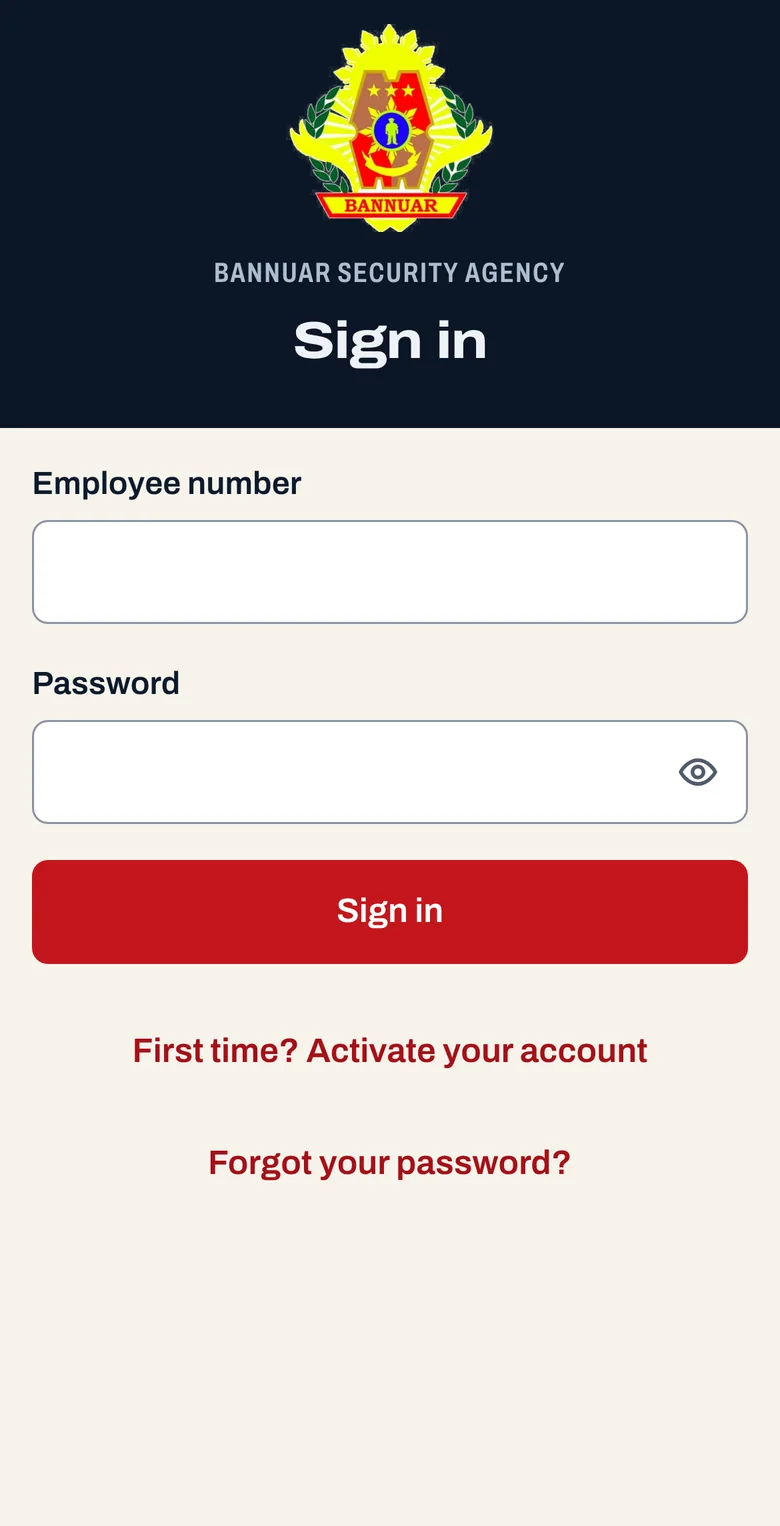 BANNUAR
BANNUAR SECURITY AGENCY
Sign in
Employee number
Password
Sign in
First time? Activate your account
Forgot your password?